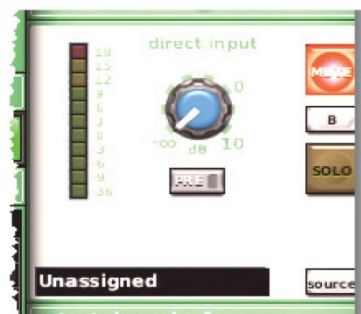 direct input
18
15
12
9
6
3
0
-3
-6
-9
-36
0
10
-∞
dB
MUTE
B
PRE
SOLO
Unassigned
source